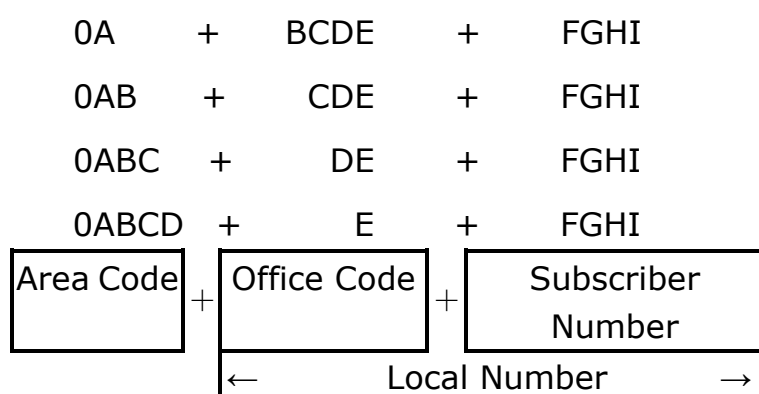 0A + BCDE + FGHI
0AB + CDE + FGHI
0ABC + DE + FGHI
0ABCD + E + FGHI
Area Code + Office Code + Subscriber
Number
← Local Number →